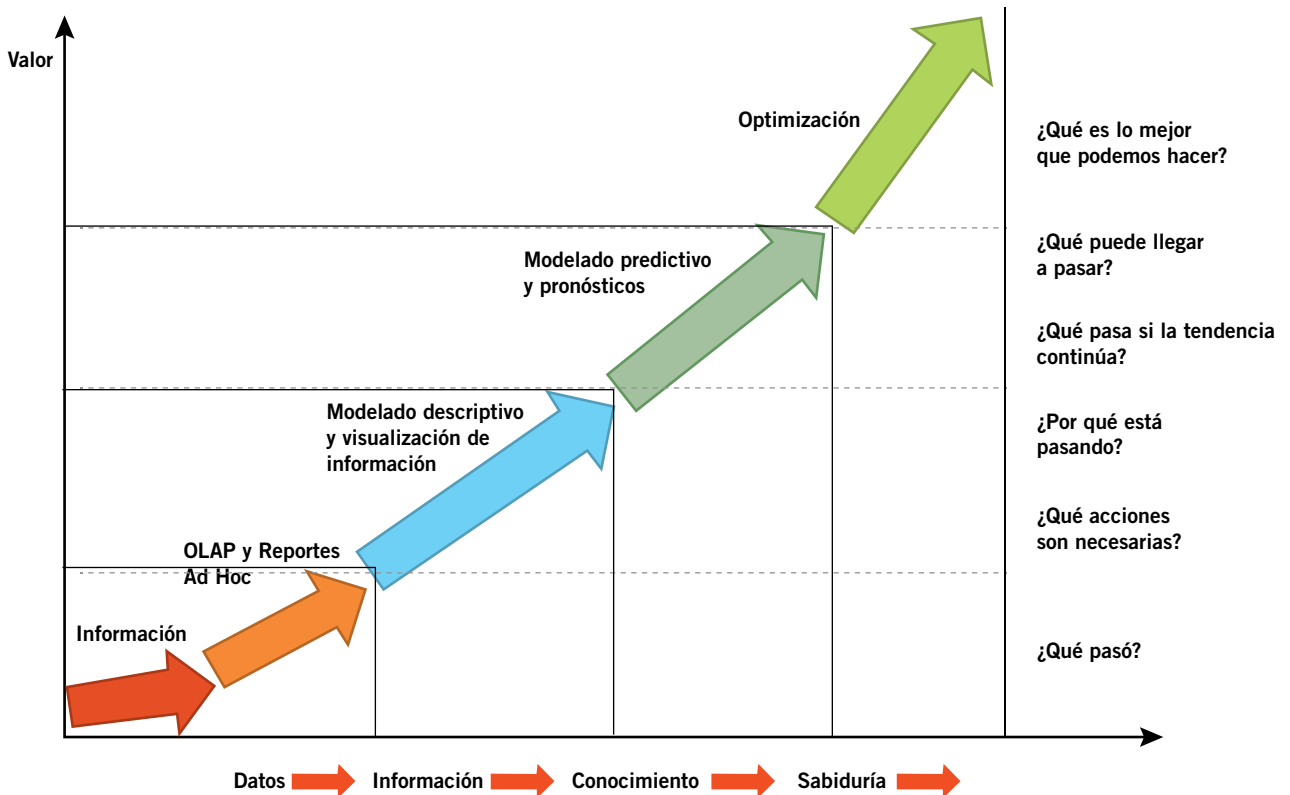 Valor
Optimización
¿Qué es lo mejor
que podemos hacer?
Modelado predictivo
y pronósticos
¿Qué puede llegar
a pasar?
¿Qué pasa si la tendencia
continúa?
Modelado descriptivo
y visualización de
información
¿Por qué está
pasando?
¿Qué acciones
son necesarias?
OLAP y Reportes
Ad Hoc
Información
¿Qué pasó?
Datos
Información
Conocimiento
Sabiduría